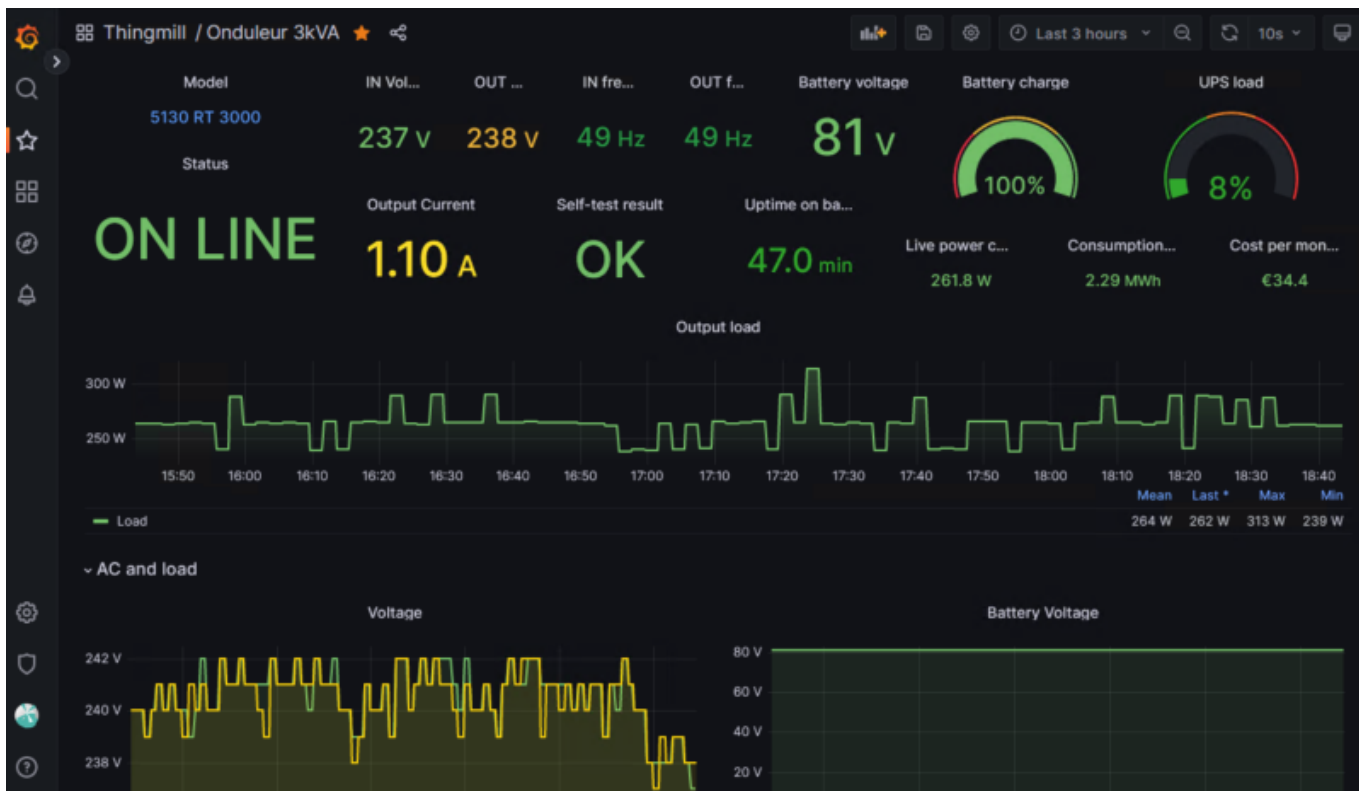 Thingmill / Onduleur 3kVA
Last 3 hours
10s
Model
5130 RT 3000
Status
ON LINE
IN Vol...
237 V
OUT ...
238 V
IN fre...
49 Hz
OUT f...
49 Hz
Battery voltage
81 V
Battery charge
100%
UPS load
8%
Output Current
1.10 A
Self-test result
OK
Uptime on ba...
47.0 min
Live power c...
261.8 W
Consumption...
2.29 MWh
Cost per mon...
€34.4
Output load
300 W
250 W
15:50 16:00 16:10 16:20 16:30 16:40 16:50 17:00 17:10 17:20 17:30 17:40 17:50 18:00 18:10 18:20 18:30 18:40
Mean Last * Max Min
Load 264 W 262 W 313 W 239 W
AC and load
Voltage
242 V
240 V
238 V
Battery Voltage
80 V
60 V
40 V
20 V